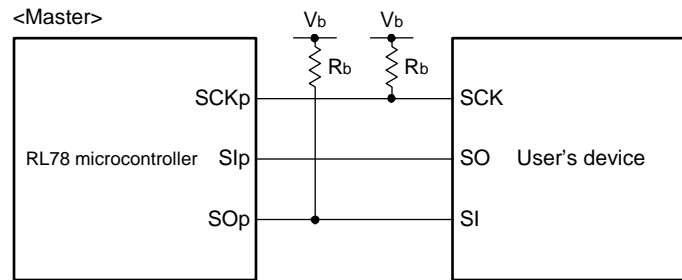 <Master>
Vb Vb
Rb Rb
SCKp SCK
RL78 microcontroller SIp SO User's device
SOp SI